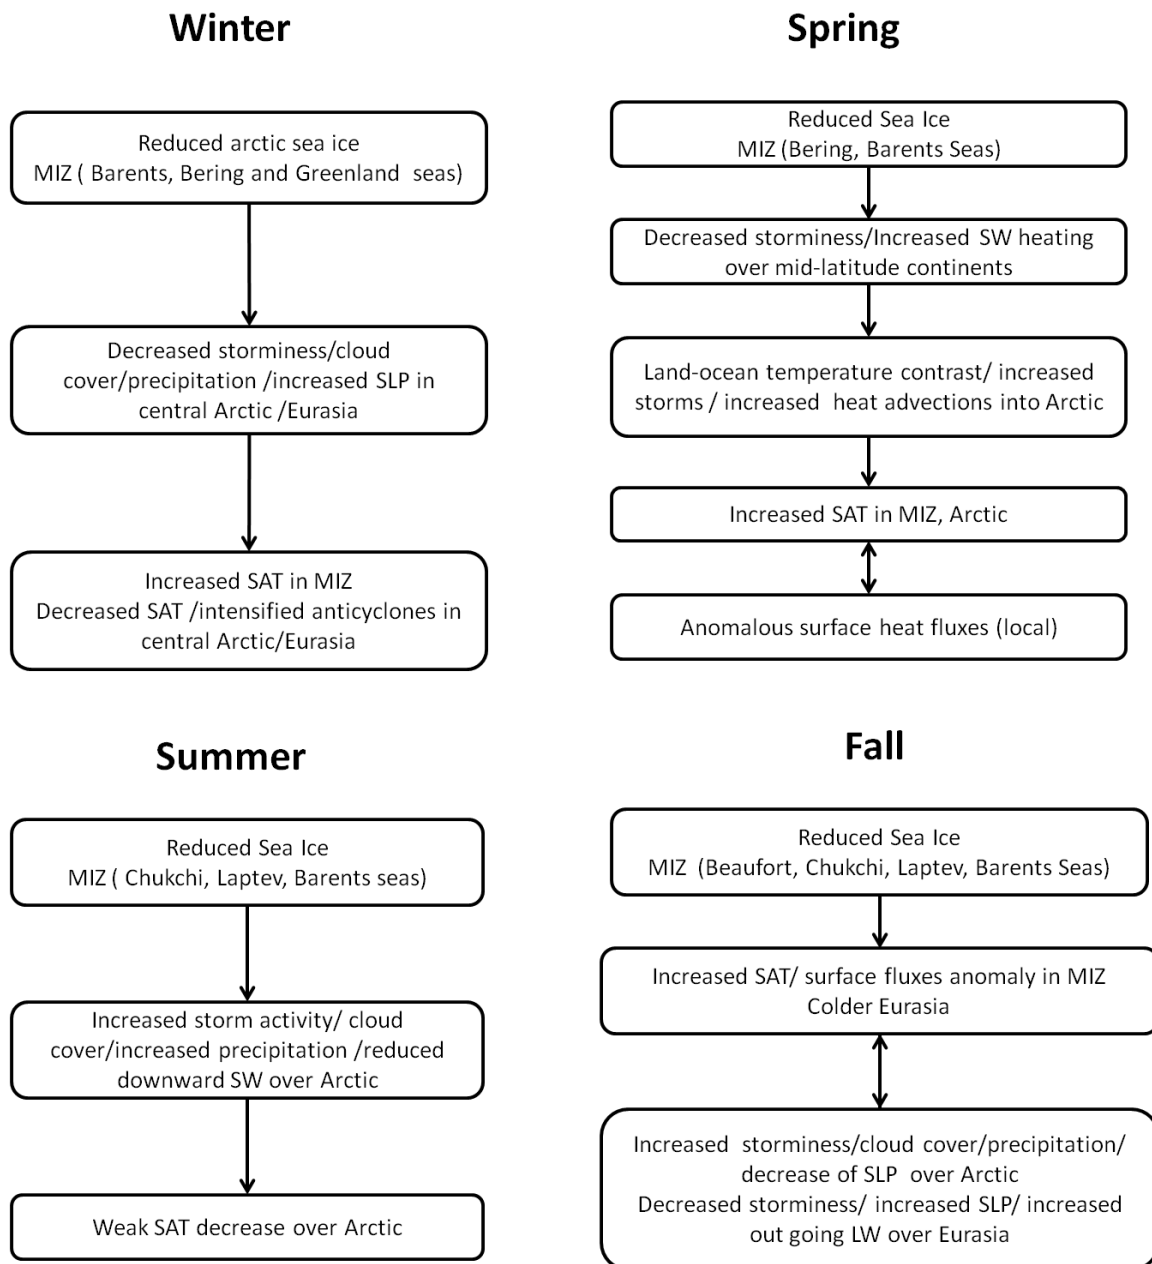 Winter
Reduced arctic sea ice
MIZ ( Barents, Bering and Greenland seas)
Decreased storminess/cloud
cover/precipitation /increased SLP in
central Arctic /Eurasia
Increased SAT in MIZ
Decreased SAT /intensified anticyclones in
central Arctic/Eurasia
Spring
Reduced Sea Ice
MIZ (Bering, Barents Seas)
Decreased storminess/Increased SW heating
over mid-latitude continents
Land-ocean temperature contrast/ increased
storms / increased heat advections into Arctic
Increased SAT in MIZ, Arctic
Anomalous surface heat fluxes (local)
Summer
Reduced Sea Ice
MIZ ( Chukchi, Laptev, Barents seas)
Increased storm activity/ cloud
cover/increased precipitation /reduced
downward SW over Arctic
Weak SAT decrease over Arctic
Fall
Reduced Sea Ice
MIZ (Beaufort, Chukchi, Laptev, Barents Seas)
Increased SAT/ surface fluxes anomaly in MIZ
Colder Eurasia
Increased storminess/cloud cover/precipitation/
decrease of SLP over Arctic
Decreased storminess/ increased SLP/ increased
out going LW over Eurasia